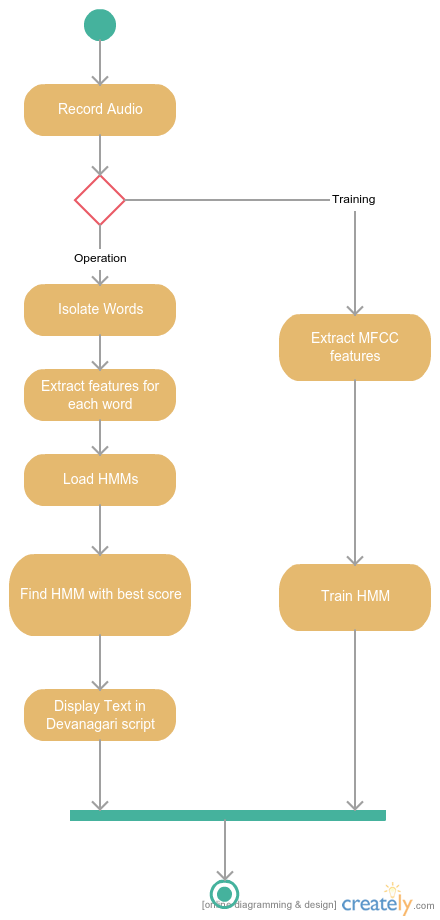 Record Audio
Training
Operation
Isolate Words
Extract MFCC
features
Extract features for
each word
Load HMMs
Find HMM with best score
Train HMM
Display Text in
Devanagari script
[online diagramming & design] creately.com